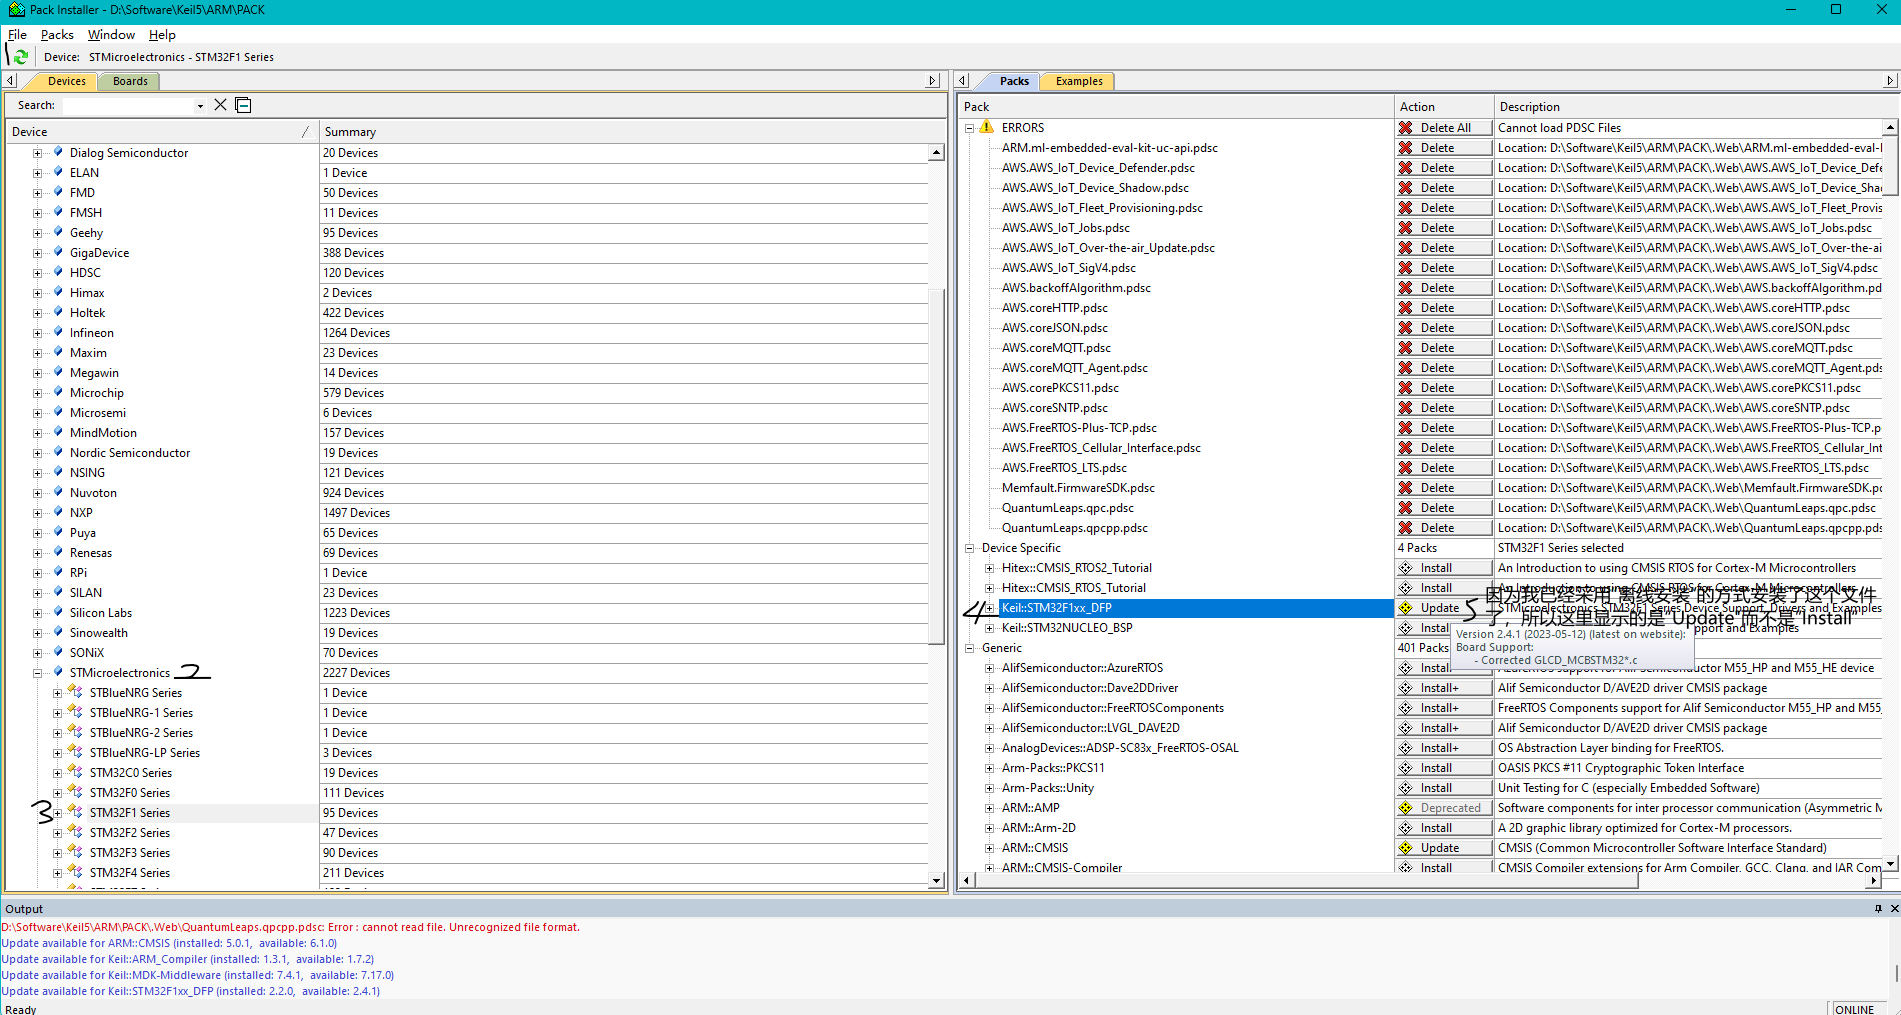 Pack Installer - D:\Software\Keil5\ARM\PACK
File Packs Window Help
1
Device: STMicroelectronics - STM32F1 Series
Devices Boards
Search:
Device Summary
Dialog Semiconductor 20 Devices
ELAN 1 Device
FMD 50 Devices
FMSH 11 Devices
Geehy 95 Devices
GigaDevice 388 Devices
HDSC 120 Devices
Himax 2 Devices
Holtek 422 Devices
Infineon 1264 Devices
Maxim 23 Devices
Megawin 14 Devices
Microchip 579 Devices
Microsemi 6 Devices
MindMotion 157 Devices
Nordic Semiconductor 19 Devices
NSING 121 Devices
Nuvoton 924 Devices
NXP 1497 Devices
Puya 65 Devices
Renesas 69 Devices
RPi 1 Device
SILAN 23 Devices
Silicon Labs 1223 Devices
Sinowealth 19 Devices
SONiX 70 Devices
STMicroelectronics 2 2227 Devices
STBlueNRG Series 1 Device
STBlueNRG-1 Series 1 Device
STBlueNRG-2 Series 1 Device
STBlueNRG-LP Series 3 Devices
STM32C0 Series 19 Devices
STM32F0 Series 111 Devices
3 STM32F1 Series 95 Devices
STM32F2 Series 47 Devices
STM32F3 Series 90 Devices
STM32F4 Series 211 Devices
Packs Examples
Pack Action Description
ERRORS Delete All Cannot load PDSC Files
ARM.ml-embedded-eval-kit-uc-api.pdsc Delete Location: D:\Software\Keil5\ARM\PACK\.Web\ARM.ml-embedded-eval-
AWS.AWS_IoT_Device_Defender.pdsc Delete Location: D:\Software\Keil5\ARM\PACK\.Web\AWS.AWS_IoT_Device_Defe
AWS.AWS_IoT_Device_Shadow.pdsc Delete Location: D:\Software\Keil5\ARM\PACK\.Web\AWS.AWS_IoT_Device_Sha
AWS.AWS_IoT_Fleet_Provisioning.pdsc Delete Location: D:\Software\Keil5\ARM\PACK\.Web\AWS.AWS_IoT_Fleet_Provis
AWS.AWS_IoT_Jobs.pdsc Delete Location: D:\Software\Keil5\ARM\PACK\.Web\AWS.AWS_IoT_Jobs.pdsc
AWS.AWS_IoT_Over-the-air_Update.pdsc Delete Location: D:\Software\Keil5\ARM\PACK\.Web\AWS.AWS_IoT_Over-the-ai
AWS.AWS_IoT_SigV4.pdsc Delete Location: D:\Software\Keil5\ARM\PACK\.Web\AWS.AWS_IoT_SigV4.pdsc
AWS.backoffAlgorithm.pdsc Delete Location: D:\Software\Keil5\ARM\PACK\.Web\AWS.backoffAlgorithm.pd
AWS.coreHTTP.pdsc Delete Location: D:\Software\Keil5\ARM\PACK\.Web\AWS.coreHTTP.pdsc
AWS.coreJSON.pdsc Delete Location: D:\Software\Keil5\ARM\PACK\.Web\AWS.coreJSON.pdsc
AWS.coreMQTT.pdsc Delete Location: D:\Software\Keil5\ARM\PACK\.Web\AWS.coreMQTT.pdsc
AWS.coreMQTT_Agent.pdsc Delete Location: D:\Software\Keil5\ARM\PACK\.Web\AWS.coreMQTT_Agent.pds
AWS.corePKCS11.pdsc Delete Location: D:\Software\Keil5\ARM\PACK\.Web\AWS.corePKCS11.pdsc
AWS.coreSNTP.pdsc Delete Location: D:\Software\Keil5\ARM\PACK\.Web\AWS.coreSNTP.pdsc
AWS.FreeRTOS-Plus-TCP.pdsc Delete Location: D:\Software\Keil5\ARM\PACK\.Web\AWS.FreeRTOS-Plus-TCP.p
AWS.FreeRTOS_Cellular_Interface.pdsc Delete Location: D:\Software\Keil5\ARM\PACK\.Web\AWS.FreeRTOS_Cellular_Int
AWS.FreeRTOS_LTS.pdsc Delete Location: D:\Software\Keil5\ARM\PACK\.Web\AWS.FreeRTOS_LTS.pdsc
Memfault.FirmwareSDK.pdsc Delete Location: D:\Software\Keil5\ARM\PACK\.Web\Memfault.FirmwareSDK.pd
QuantumLeaps.qpc.pdsc Delete Location: D:\Software\Keil5\ARM\PACK\.Web\QuantumLeaps.qpc.pdsc
QuantumLeaps.qpcpp.pdsc Delete Location: D:\Software\Keil5\ARM\PACK\.Web\QuantumLeaps.qpcpp.pdsc
Device Specific 4 Packs STM32F1 Series selected
Hitex::CMSIS_RTOS2_Tutorial Install An Introduction to using CMSIS RTOS for Cortex-M Microcontrollers
Hitex::CMSIS_RTOS_Tutorial Install An Introduction to using CMSIS RTOS for Cortex-M Microcontrollers
4 Keil::STM32F1xx_DFP Update STMicroelectronics STM32F1 Series Device Support, Drivers and Examples
5 因为我已经采用"离线安装"的方式安装了这个文件
了，所以这里显示的是"Update"而不是"Install"
Keil::STM32NUCLEO_BSP Instal pport and Examples
Version 2.4.1 (2023-05-12) (latest on website):
Board Support:
- Corrected GLCD_MCBSTM32*.c
Generic 401 Packs
AlifSemiconductor::AzureRTOS Instal AzureRTOS support for Alif Semiconductor M55_HP and M55_HE device
AlifSemiconductor::Dave2DDriver Install+ Alif Semiconductor D/AVE2D driver CMSIS package
AlifSemiconductor::FreeRTOSComponents Install+ FreeRTOS Components support for Alif Semiconductor M55_HP and M55_
AlifSemiconductor::LVGL_DAVE2D Install+ Alif Semiconductor D/AVE2D driver CMSIS package
AnalogDevices::ADSP-SC83x_FreeRTOS-OSAL Install+ OS Abstraction Layer binding for FreeRTOS.
Arm-Packs::PKCS11 Install OASIS PKCS #11 Cryptographic Token Interface
Arm-Packs::Unity Install Unit Testing for C (especially Embedded Software)
ARM::AMP Deprecated Software components for inter processor communication (Asymmetric M
ARM::Arm-2D Install A 2D graphic library optimized for Cortex-M processors.
ARM::CMSIS Update CMSIS (Common Microcontroller Software Interface Standard)
ARM::CMSIS-Compiler Install CMSIS Compiler extensions for Arm Compiler, GCC, Clang, and IAR Com
Output
D:\Software\Keil5\ARM\PACK\.Web\QuantumLeaps.qpcpp.pdsc: Error : cannot read file. Unrecognized file format.
Update available for ARM::CMSIS (installed: 5.0.1, available: 6.1.0)
Update available for Keil::ARM_Compiler (installed: 1.3.1, available: 1.7.2)
Update available for Keil::MDK-Middleware (installed: 7.4.1, available: 7.17.0)
Update available for Keil::STM32F1xx_DFP (installed: 2.2.0, available: 2.4.1)
Ready ONLINE